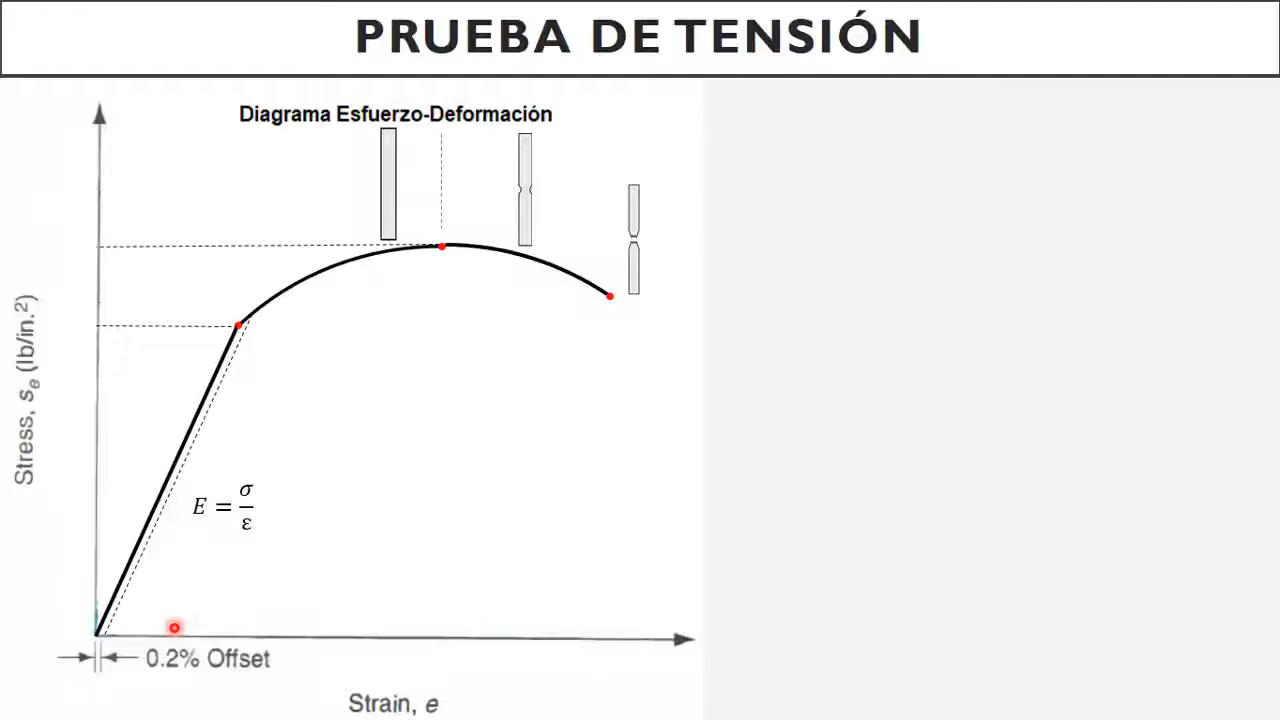 PRUEBA DE TENSIÓN
Diagrama Esfuerzo-Deformación
Stress, sₑ (lb/in.²)
E = σ/ε
0.2% Offset
Strain, e